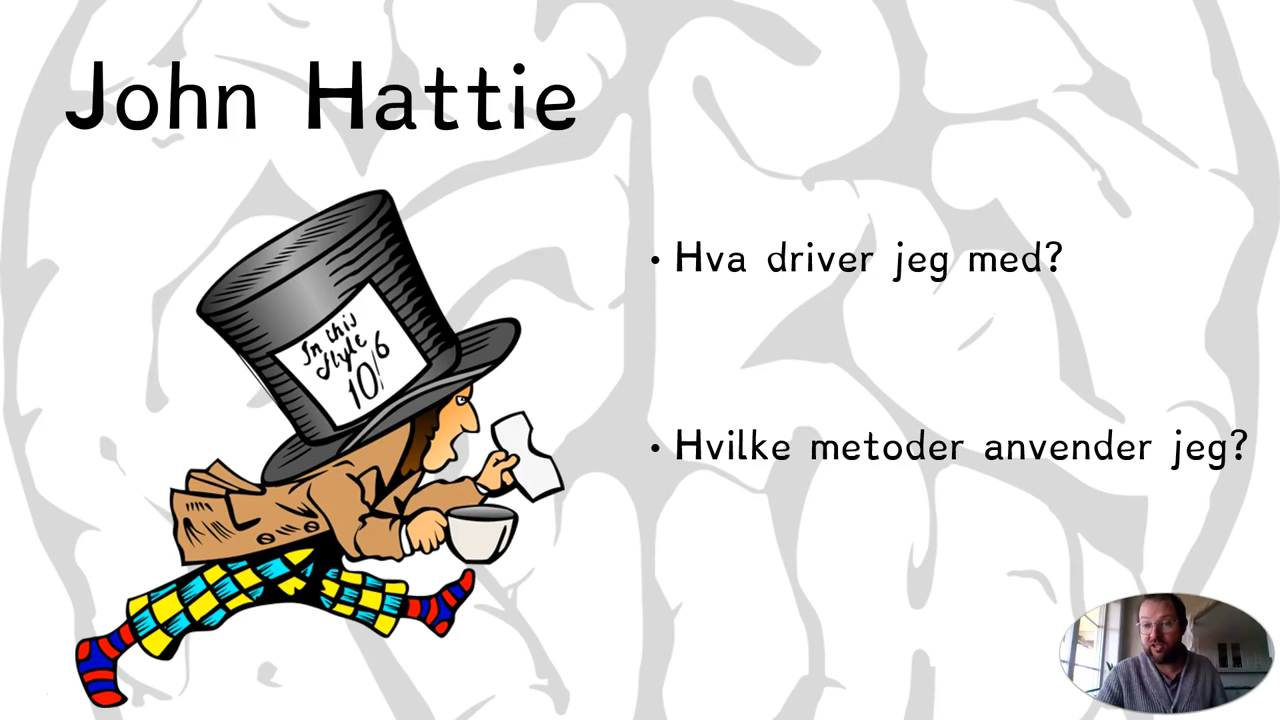 John Hattie
• Hva driver jeg med?
In this
style
10/6
• Hvilke metoder anvender jeg?